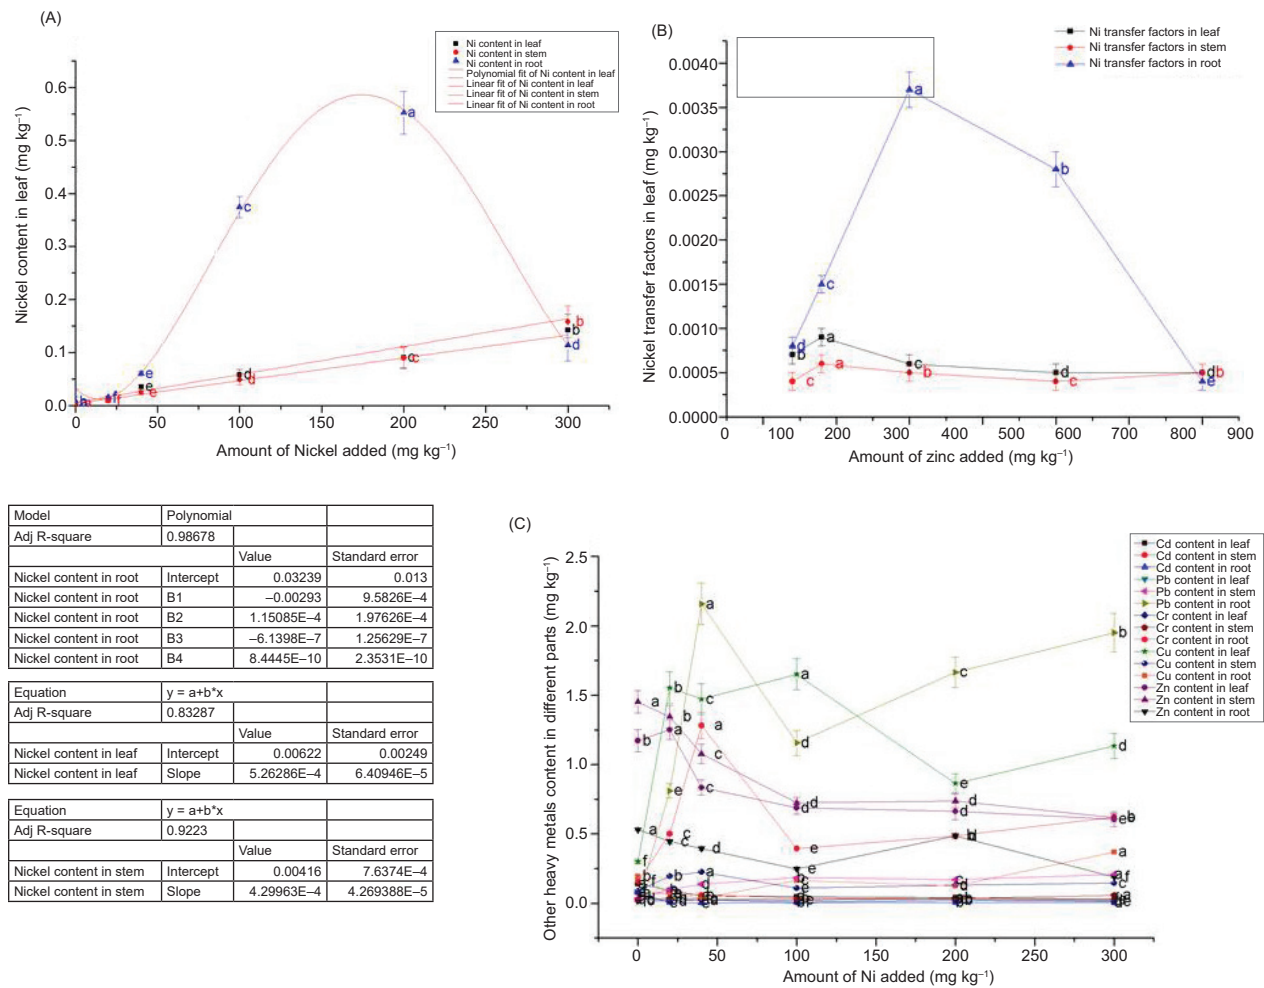 (A)
Ni content in leaf
Ni content in stem
Ni content in root
Polynomial fit of Ni content in leaf
Linear fit of Ni content in leaf
Linear fit of Ni content in stem
Linear fit of Ni content in root
Nickel content in leaf (mg kg⁻¹)
0.6
0.5
0.4
0.3
0.2
0.1
0.0
a
c
e
e
e
d
d
c
b
b
d
0 50 100 150 200 250 300
Amount of Nickel added (mg kg⁻¹)
(B)
Ni transfer factors in leaf
Ni transfer factors in stem
Ni transfer factors in root
Nickel transfer factors in leaf (mg kg⁻¹)
0.0040
0.0035
0.0030
0.0025
0.0020
0.0015
0.0010
0.0005
0.0000
a
b
c
d
b
a
c
a
c
b
d
c
d b
e
0 100 200 300 400 600 700 800 900
Amount of zinc added (mg kg⁻¹)
Model Polynomial
Adj R-square 0.98678
Value Standard error
Nickel content in root Intercept 0.03239 0.013
Nickel content in root B1 –0.00293 9.5826E–4
Nickel content in root B2 1.15085E–4 1.97626E–4
Nickel content in root B3 –6.1398E–7 1.25629E–7
Nickel content in root B4 8.4445E–10 2.3531E–10
Equation y = a+b*x
Adj R-square 0.83287
Value Standard error
Nickel content in leaf Intercept 0.00622 0.00249
Nickel content in leaf Slope 5.26286E–4 6.40946E–5
Equation y = a+b*x
Adj R-square 0.9223
Value Standard error
Nickel content in stem Intercept 0.00416 7.6374E–4
Nickel content in stem Slope 4.29963E–4 4.269388E–5
(C)
Cd content in leaf
Cd content in stem
Cd content in root
Pb content in leaf
Pb content in stem
Pb content in root
Cr content in leaf
Cr content in stem
Cr content in root
Cu content in leaf
Cu content in stem
Cu content in root
Zn content in leaf
Zn content in stem
Zn content in root
Other heavy metals content in different parts (mg kg⁻¹)
2.5
2.0
1.5
1.0
0.5
0.0
a
b
c
a
b
c
d
e
a
b
c
a
b
a
c
d
e
d
d
d
d
e
b
e
f
a
c
d
e
e
f
a
c
0 50 100 150 200 250 300
Amount of Ni added (mg kg⁻¹)